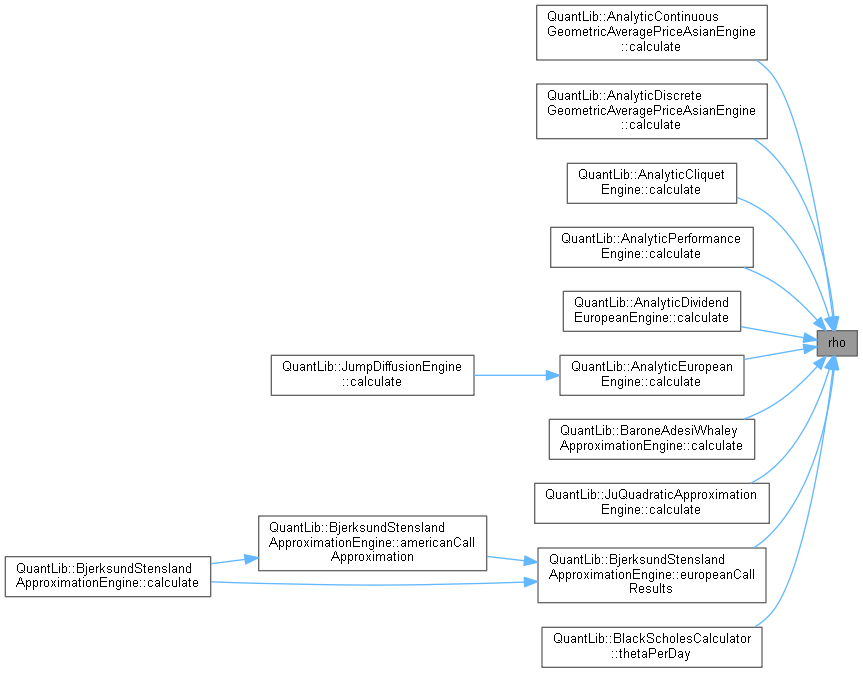 QuantLib::AnalyticContinuous
GeometricAveragePriceAsianEngine
::calculate
QuantLib::AnalyticDiscrete
GeometricAveragePriceAsianEngine
::calculate
QuantLib::AnalyticCliquet
Engine::calculate
QuantLib::AnalyticPerformance
Engine::calculate
QuantLib::AnalyticDividend
EuropeanEngine::calculate
rho
QuantLib::JumpDiffusionEngine
::calculate
QuantLib::AnalyticEuropean
Engine::calculate
QuantLib::BaroneAdesiWhaley
ApproximationEngine::calculate
QuantLib::JuQuadraticApproximation
Engine::calculate
QuantLib::BjerksundStensland
ApproximationEngine::americanCall
Approximation
QuantLib::BjerksundStensland
ApproximationEngine::calculate
QuantLib::BjerksundStensland
ApproximationEngine::europeanCall
Results
QuantLib::BlackScholesCalculator
::thetaPerDay